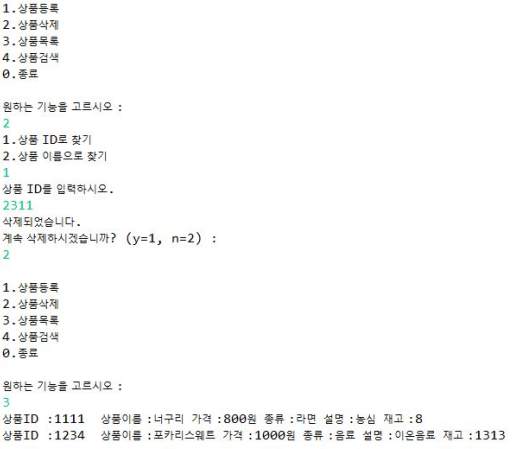 1.상품등록
2.상품삭제
3.상품목록
4.상품검색
0.종료
원하는 기능을 고르시오 :
2
1.상품 ID로 찾기
2.상품 이름으로 찾기
1
상품 ID를 입력하시오.
2311
삭제되었습니다.
계속 삭제하시겠습니까? (y=1, n=2) :
2
1.상품등록
2.상품삭제
3.상품목록
4.상품검색
0.종료
원하는 기능을 고르시오 :
3
상품ID :1111 상품이름 :너구리 가격 :800원 종류 :라면 설명 :농심 재고 :8
상품ID :1234 상품이름 :포카리스웨트 가격 :1000원 종류 :음료 설명 :이온음료 재고 :1313